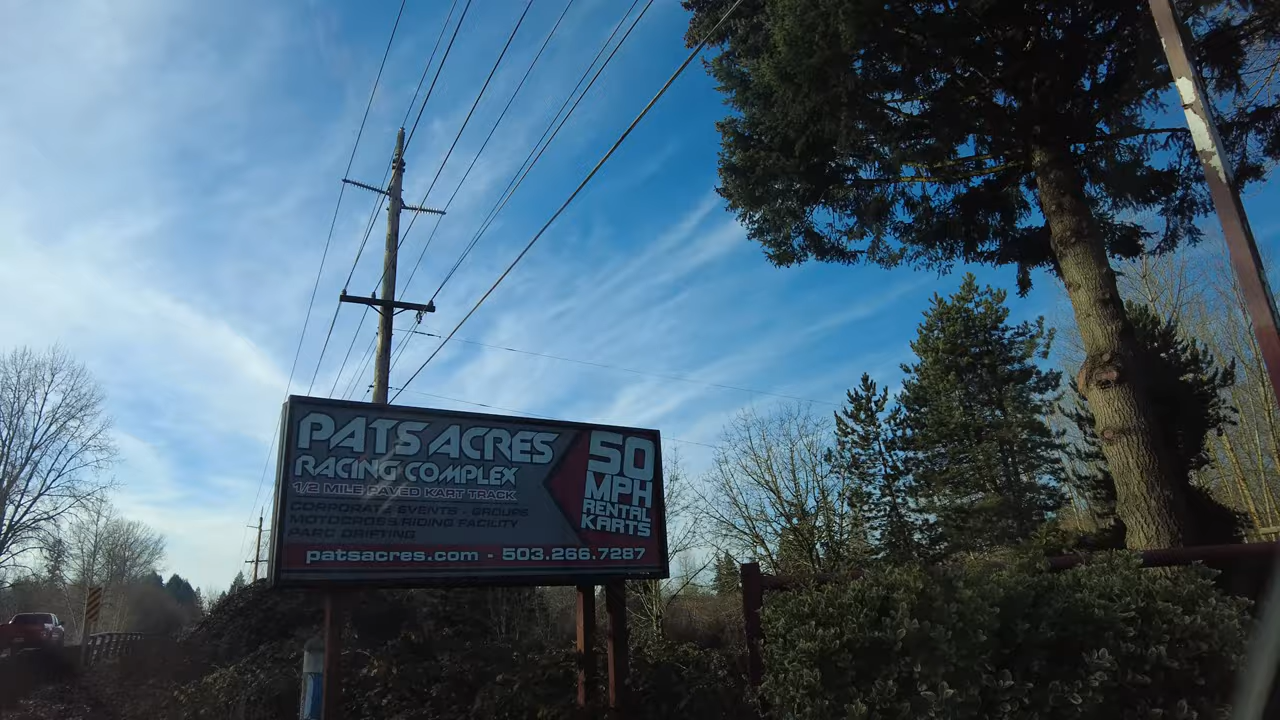 PATS ACRES
RACING COMPLEX
1/2 MILE PAVED KART TRACK
CORPORATE EVENTS - GROUPS
MOTOCROSS RIDING FACILITY
PARC DRIFTING
50
MPH
RENTAL
KARTS
patsacres.com - 503.266.7287